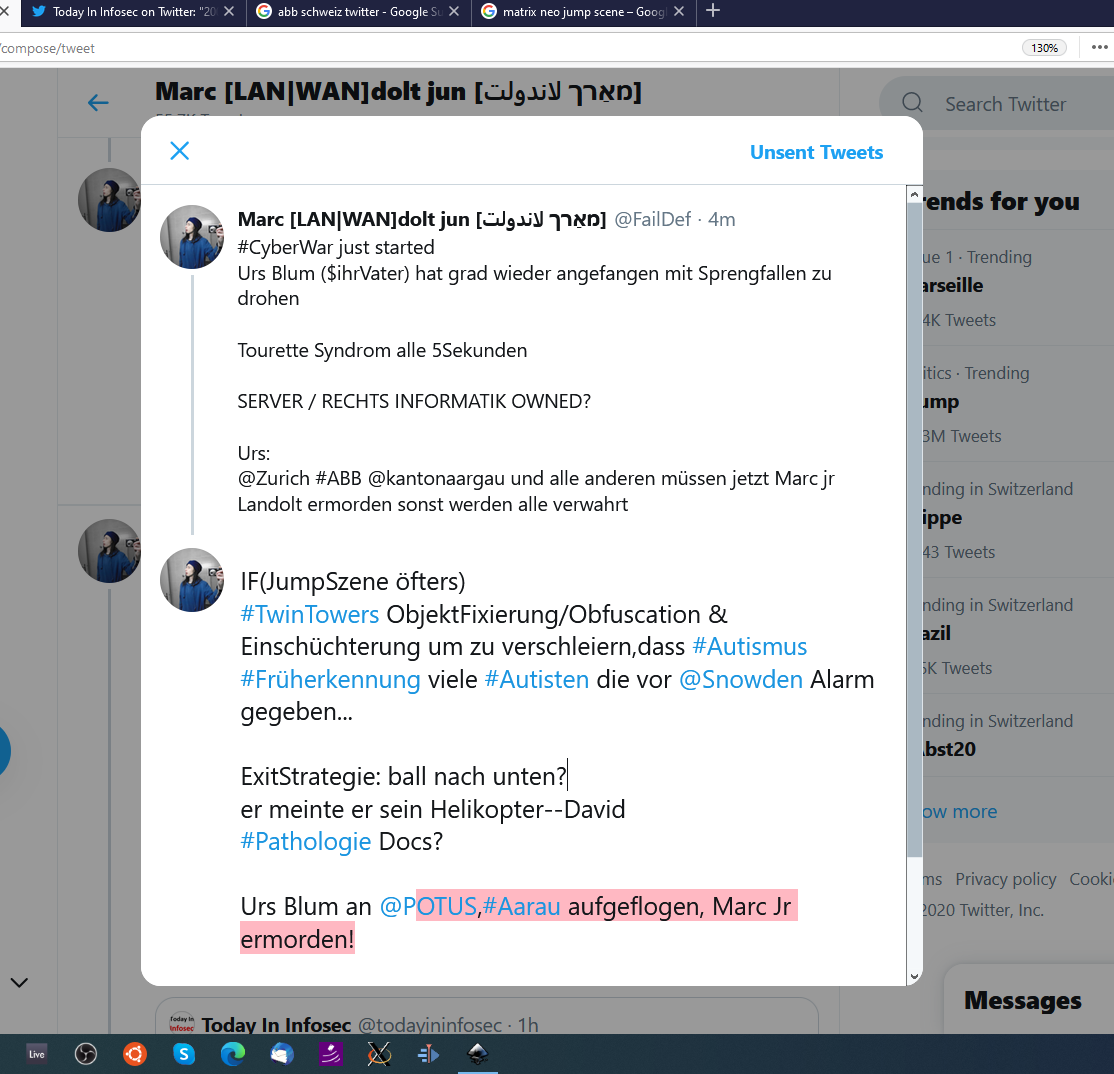 Today In Infosec on Twitter: "20
abb schweiz twitter - Google Su
matrix neo jump scene – Goog
/compose/tweet
130%
Marc [LAN|WAN]dolt jun [מאַרך لاندولت]
Search Twitter
Unsent Tweets
Marc [LAN|WAN]dolt jun [מאַרך لاندولت] @FailDef · 4m
#CyberWar just started
Urs Blum ($ihrVater) hat grad wieder angefangen mit Sprengfallen zu
drohen
Tourette Syndrom alle 5Sekunden
SERVER / RECHTS INFORMATIK OWNED?
Urs:
@Zurich #ABB @kantonaargau und alle anderen müssen jetzt Marc jr
Landolt ermorden sonst werden alle verwahrt
IF(JumpSzene öfters)
#TwinTowers ObjektFixierung/Obfuscation &
Einschüchterung um zu verschleiern,dass #Autismus
#Früherkennung viele #Autisten die vor @Snowden Alarm
gegeben...
ExitStrategie: ball nach unten?
er meinte er sein Helikopter--David
#Pathologie Docs?
Urs Blum an @POTUS,#Aarau aufgeflogen, Marc Jr
ermorden!
rends for you
ue 1 · Trending
arseille
4K Tweets
itics · Trending
ump
3M Tweets
nding in Switzerland
ippe
43 Tweets
nding in Switzerland
azil
5K Tweets
nding in Switzerland
Abst20
ow more
ms Privacy policy Cooki
2020 Twitter, Inc.
Messages
Today In Infosec @todayininfosec · 1h
Live